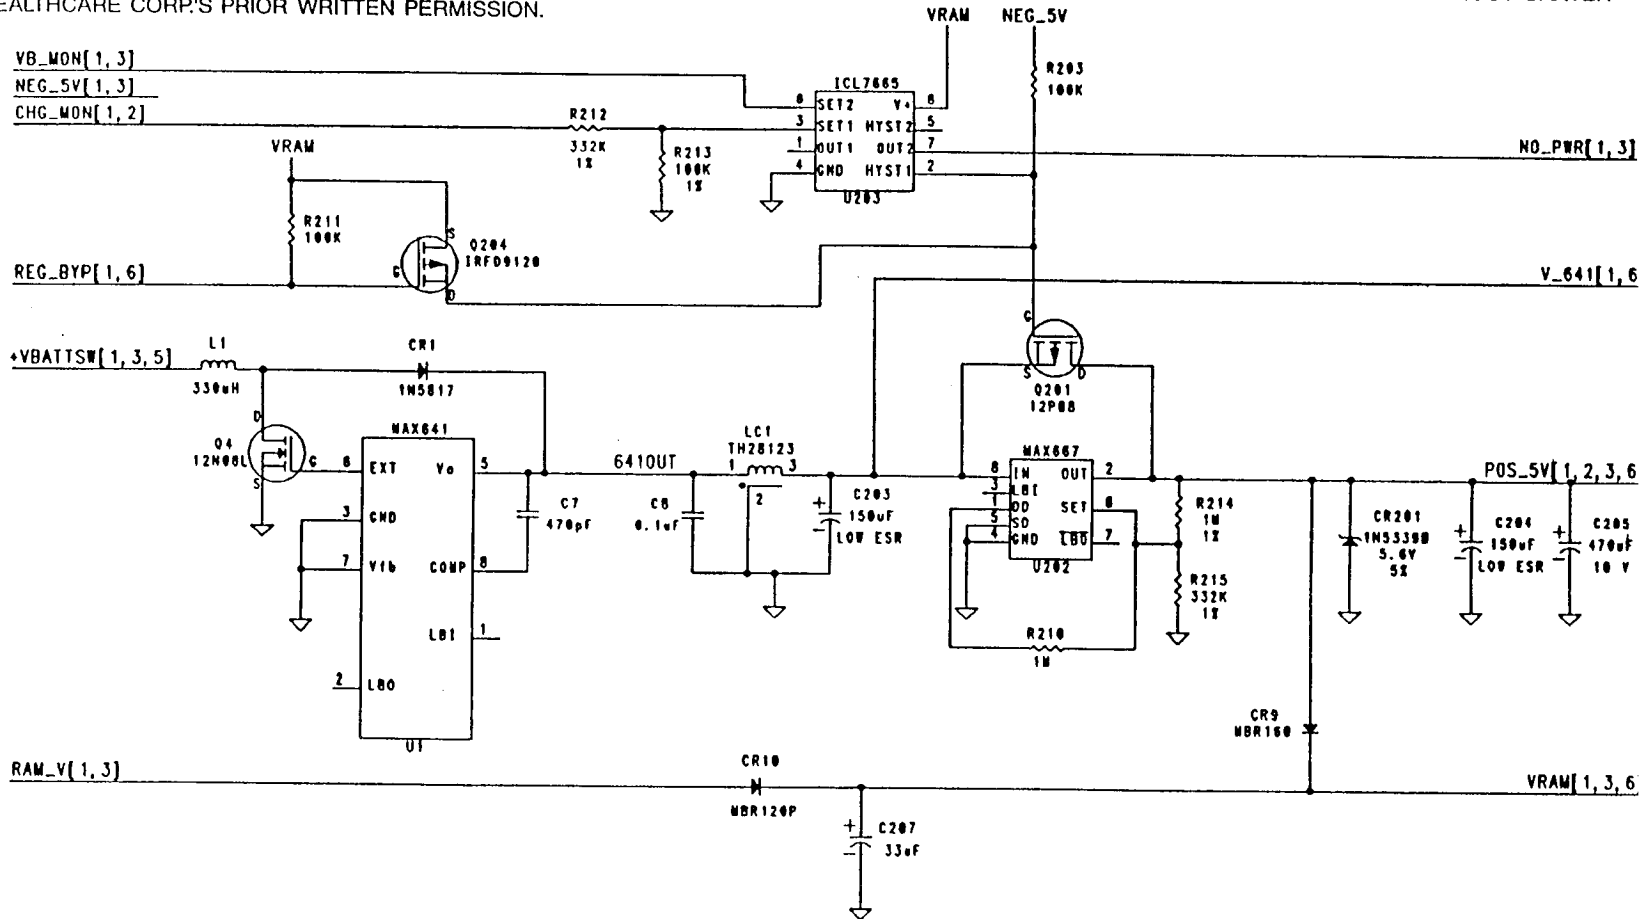 EALTHCARE CORP.'S PRIOR WRITTEN PERMISSION.
VRAM NEG_5V
VB_MON[1,3]
NEG_5V[1,3]
CHG_MON[1,2]
R212
332K
1%
R213
100K
1%
ICL7665
6 SET2 V+ 8
3 SET1 HYST2 5
1 OUT1 OUT2 7
4 GND HYST1 2
U203
R203
100K
NO_PWR[1,3]
VRAM
R211
100K
S
Q204
IRFD9120
G
D
REG_BYP[1,6]
V_641[1,6
+VBATTSW[1,3,5]
L1
330uH
CR1
1N5817
G
S D
Q201
12P08
D
Q4
12N08L
G
S
MAX641
6 EXT Vo 5
3 GND
7 Vfb COMP 8
LBI 1
2 LBO
U1
C7
470pF
641OUT
C8
0.1uF
LC1
TH28123
1 3
2
C203
150uF
LOW ESR
+
-
MAX667
8 IN OUT 2
3 LBI
1 DD SET 6
5 SD
4 GND LBO 7
U202
R210
1M
R214
1M
1%
R215
332K
1%
POS_5V[1,2,3,6
CR201
1N5339B
5.6V
5%
C204
150uF
LOW ESR
+
-
C205
470uF
10 V
+
-
CR9
MBR160
RAM_V[1,3]
CR10
MBR120P
VRAM[1,3,6]
C207
33uF
+
-